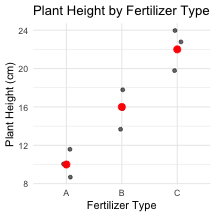 Plant Height by Fertilizer Type
Plant Height (cm)
24
20
16
12
8
A B C
Fertilizer Type